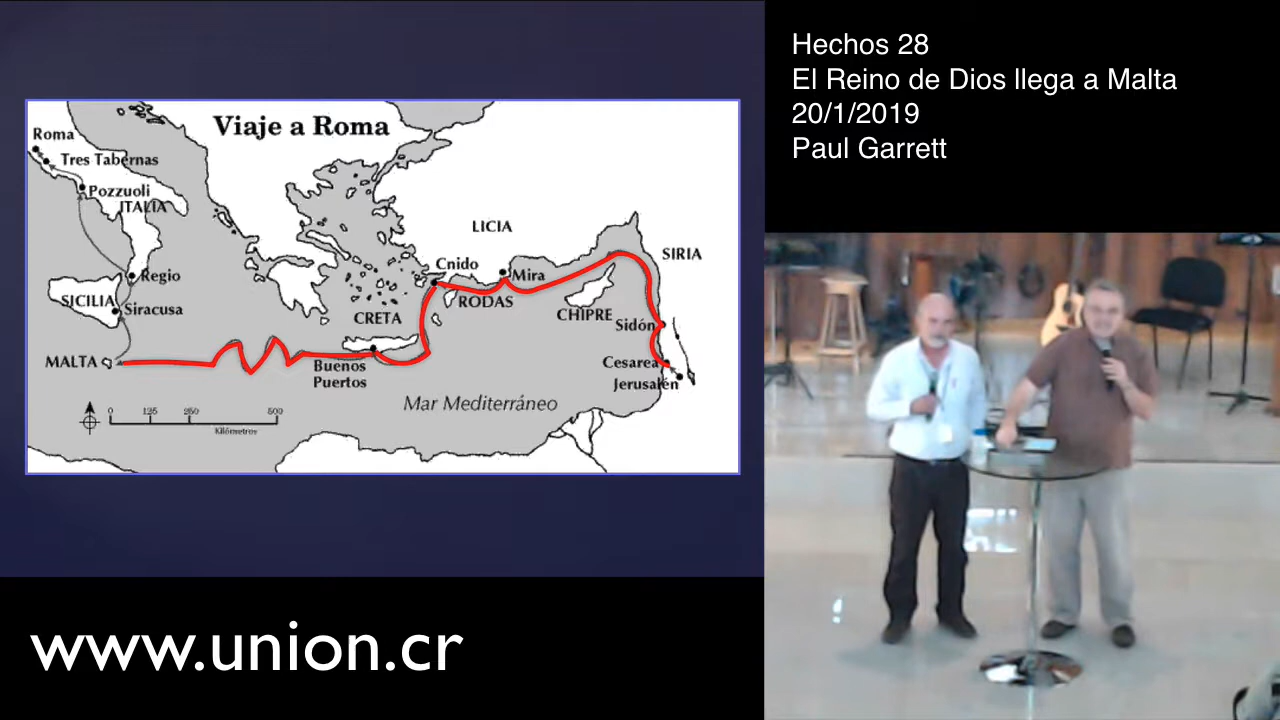 Hechos 28
El Reino de Dios llega a Malta
20/1/2019
Paul Garrett
Viaje a Roma
Roma
Tres Tabernas
Pozzuoli
ITALIA
LICIA
SIRIA
Cnido
Mira
Regio
RODAS
SICILIA
Siracusa
CHIPRE
CRETA
Sidón
MALTA
Cesarea
Buenos
Puertos
Jerusalén
Mar Mediterráneo
0 125 250 500
Kilómetros
www.union.cr